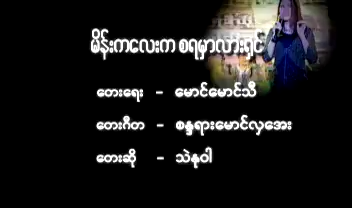 မိန်းကလေးက စရမှာလားရှင်
တေးရေး - မောင်မောင်သီ
တေးဂီတ - စန္ဒရားမောင်လှအေး
တေးဆို - သဲနုဝါ